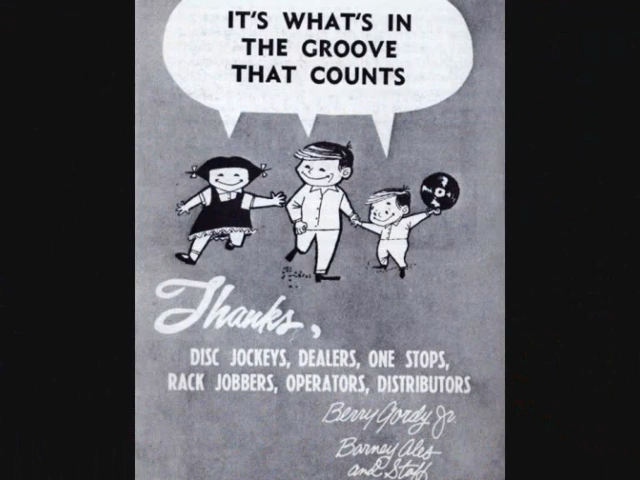 IT'S WHAT'S IN
THE GROOVE
THAT COUNTS
Thanks,
DISC JOCKEYS, DEALERS, ONE STOPS,
RACK JOBBERS, OPERATORS, DISTRIBUTORS
Berry Gordy Jr.
Barney Ales
and Staff